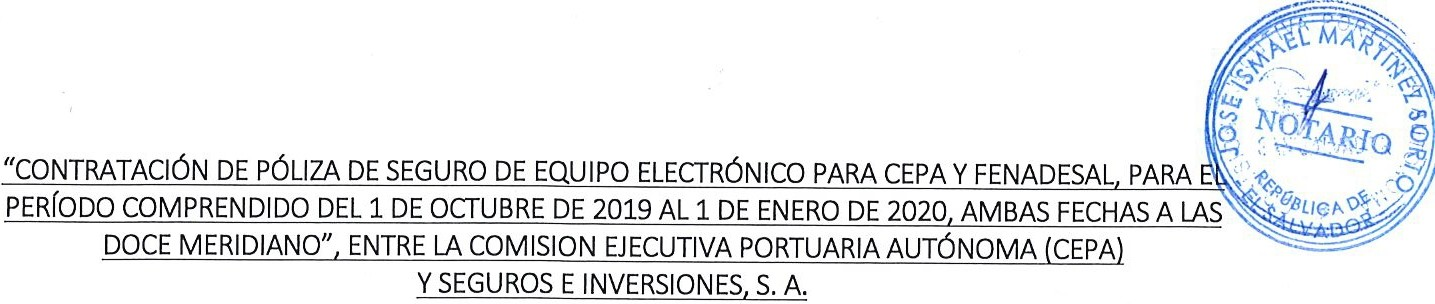 JOSE ISMAEL MARTINEZ SORTO
NOTARIO
REPÚBLICA DE
EL SALVADOR
“CONTRATACIÓN DE PÓLIZA DE SEGURO DE EQUIPO ELECTRÓNICO PARA CEPA Y FENADESAL, PARA EL
PERÍODO COMPRENDIDO DEL 1 DE OCTUBRE DE 2019 AL 1 DE ENERO DE 2020, AMBAS FECHAS A LAS
DOCE MERIDIANO”, ENTRE LA COMISION EJECUTIVA PORTUARIA AUTÓNOMA (CEPA)
Y SEGUROS E INVERSIONES, S. A.